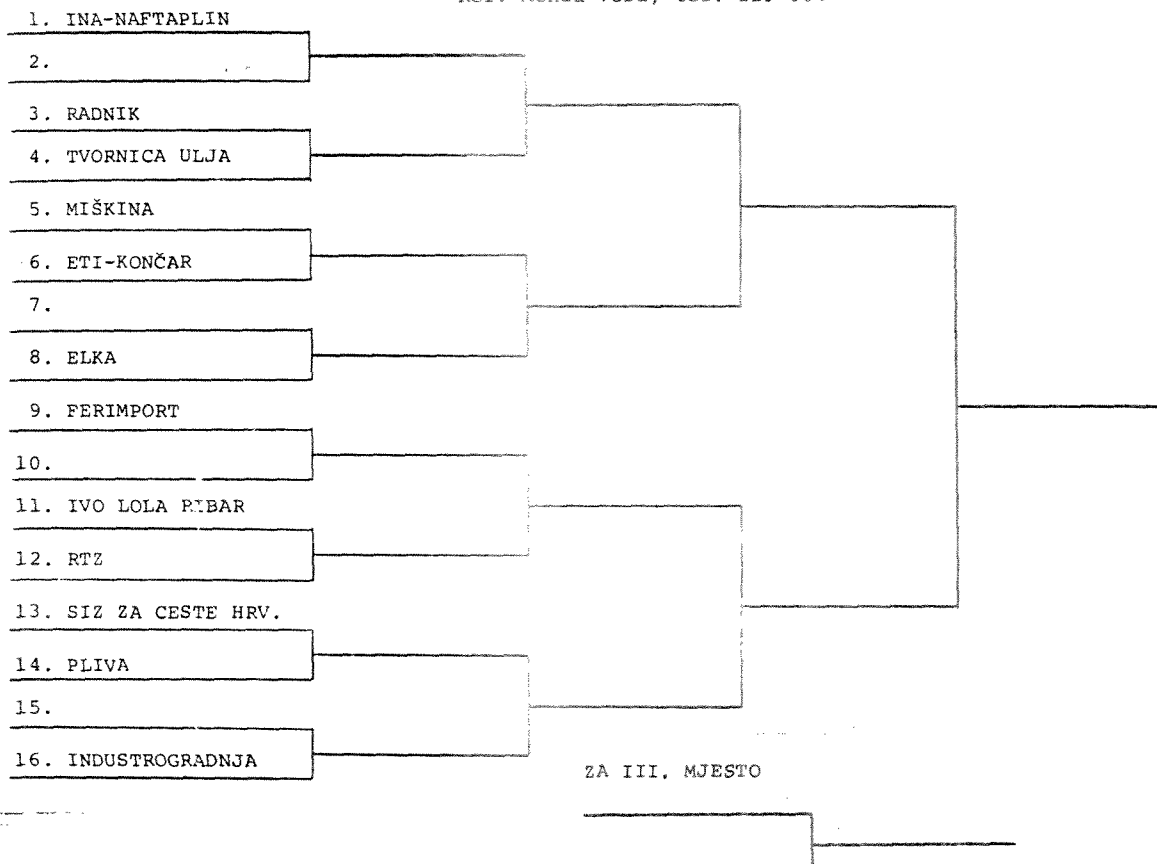 1. INA-NAFTAPLIN
2.
3. RADNIK
4. TVORNICA ULJA
5. MIŠKINA
6. ETI-KONČAR
7.
8. ELKA
9. FERIMPORT
10.
11. IVO LOLA RIBAR
12. RTZ
13. SIZ ZA CESTE HRV.
14. PLIVA
15.
16. INDUSTROGRADNJA
ZA III. MJESTO